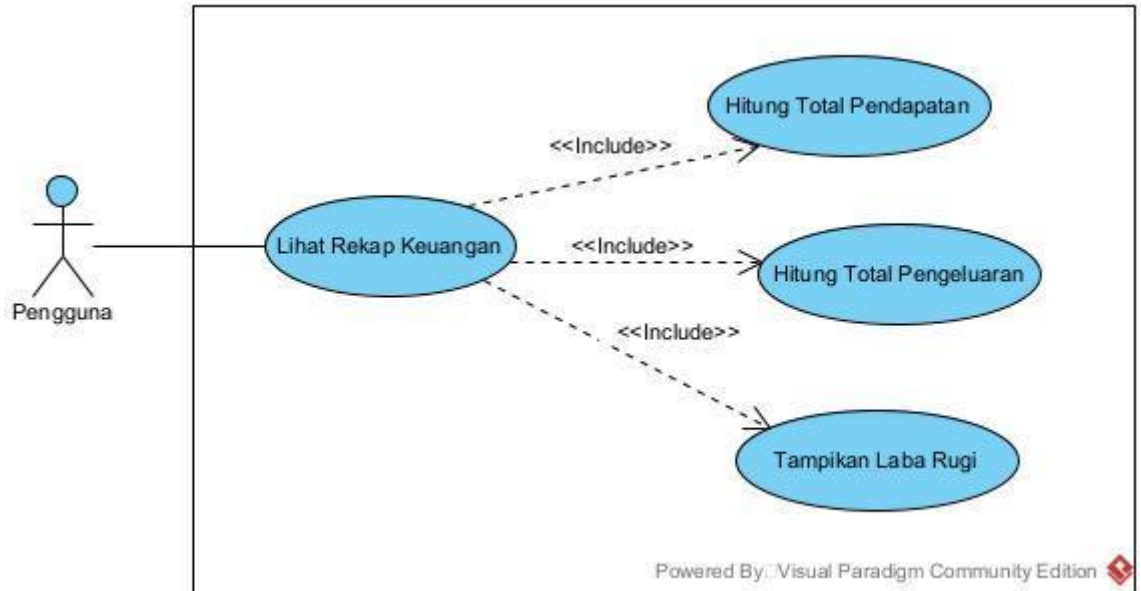 Hitung Total Pendapatan
<<Include>>
Lihat Rekap Keuangan
<<Include>>
Hitung Total Pengeluaran
Pengguna
<<Include>>
Tampikan Laba Rugi
Powered By Visual Paradigm Community Edition